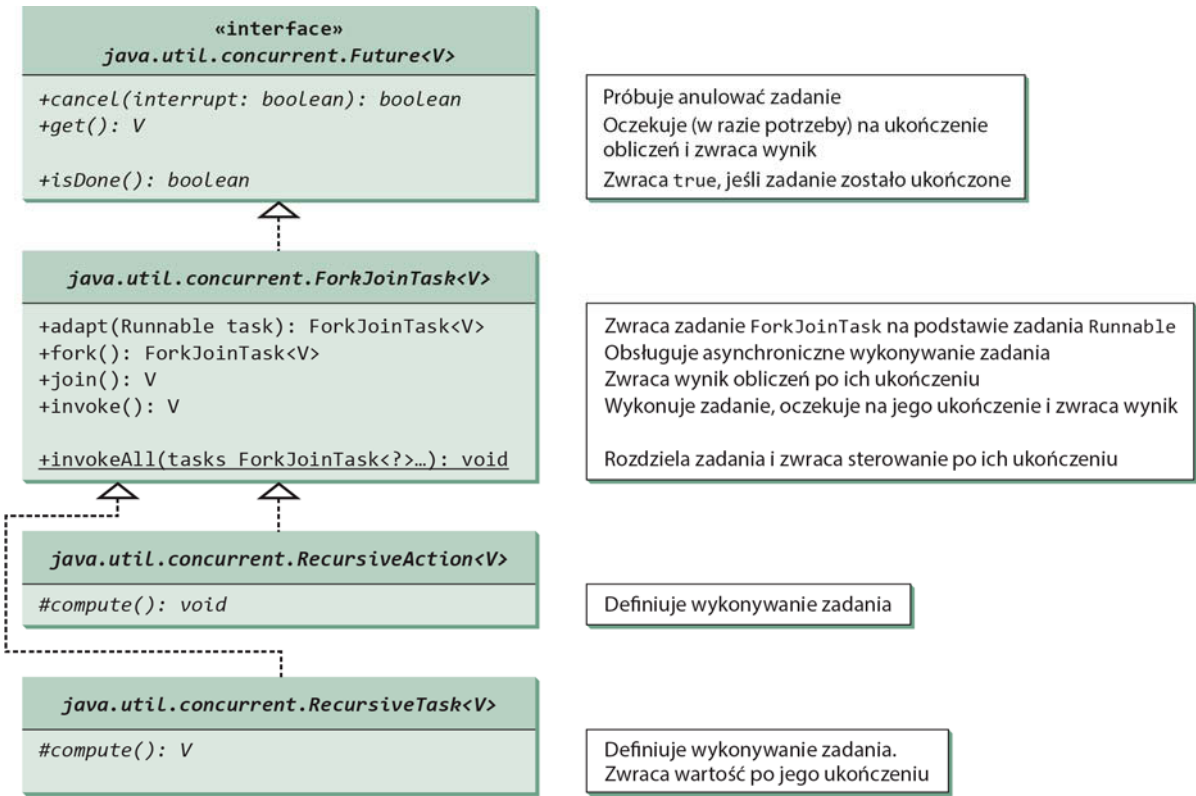 «interface»
java.util.concurrent.Future<V>
+cancel(interrupt: boolean): boolean
+get(): V
+isDone(): boolean
Próbuje anulować zadanie
Oczekuje (w razie potrzeby) na ukończenie
obliczeń i zwraca wynik
Zwraca true, jeśli zadanie zostało ukończone
java.util.concurrent.ForkJoinTask<V>
+adapt(Runnable task): ForkJoinTask<V>
+fork(): ForkJoinTask<V>
+join(): V
+invoke(): V
+invokeAll(tasks ForkJoinTask<?>…): void
Zwraca zadanie ForkJoinTask na podstawie zadania Runnable
Obsługuje asynchroniczne wykonywanie zadania
Zwraca wynik obliczeń po ich ukończeniu
Wykonuje zadanie, oczekuje na jego ukończenie i zwraca wynik
Rozdziela zadania i zwraca sterowanie po ich ukończeniu
java.util.concurrent.RecursiveAction<V>
#compute(): void
Definiuje wykonywanie zadania
java.util.concurrent.RecursiveTask<V>
#compute(): V
Definiuje wykonywanie zadania.
Zwraca wartość po jego ukończeniu